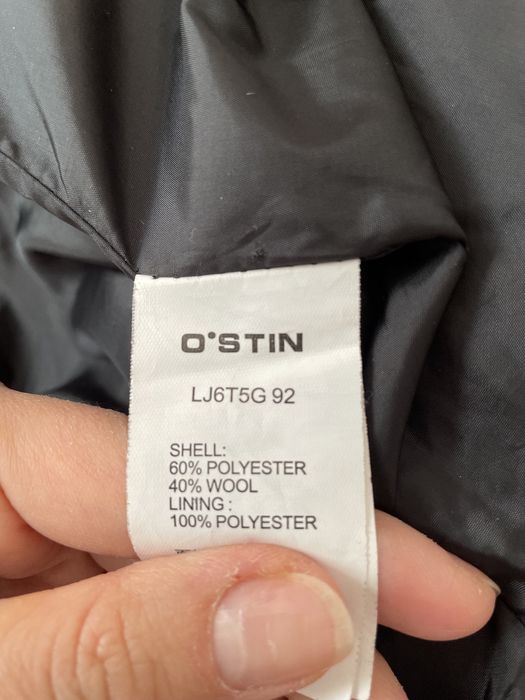 O'STIN
LJ6T5G 92
SHELL:
60% POLYESTER
40% WOOL
LINING :
100% POLYESTER